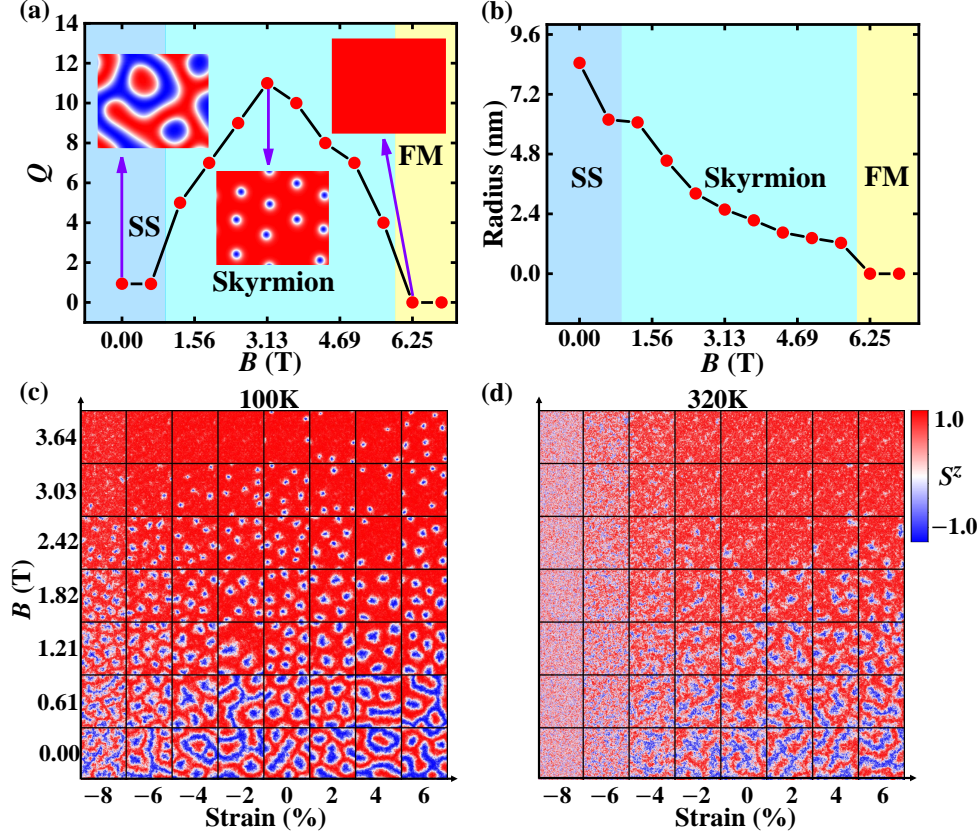 (a)
14
12
10
8
6
4
2
0
Q
SS
Skyrmion
FM
0.00 1.56 3.13 4.69 6.25
B (T)
(b)
9.6
7.2
4.8
2.4
0.0
Radius (nm)
SS
Skyrmion
FM
0.00 1.56 3.13 4.69 6.25
B (T)
(c)
100K
3.64
3.03
2.42
1.82
1.21
0.61
0.00
B (T)
−8 −6 −4 −2 0 2 4 6
Strain (%)
(d)
320K
1.0
S^z
−1.0
−8 −6 −4 −2 0 2 4 6
Strain (%)